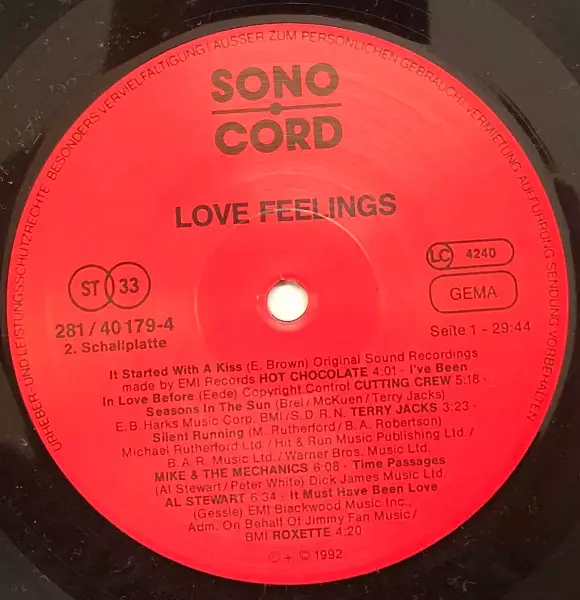 URHEBER- UND LEISTUNGSSCHUTZRECHTE BESONDERS VERVIELFÄLTIGUNG (AUSSER ZUM PERSÖNLICHEN GEBRAUCH) VERMIETUNG AUFFÜHRUNG SENDUNG VORBEHALTEN
SONO
CORD
LOVE FEELINGS
LC 4240
ST 33
GEMA
281/40179-4
2. Schallplatte
Seite 1 - 29:44
It Started With A Kiss (E. Brown) Original Sound Recordings
made by EMI Records HOT CHOCOLATE 4:01 · I've Been
In Love Before (Eede) Copyright Control CUTTING CREW 5:18 ·
Seasons In The Sun (Brel/McKuen/Terry Jacks)
E.B. Harks Music Corp. BMI/S.D.R.N. TERRY JACKS 3:23 ·
Silent Running (M. Rutherford/B.A. Robertson)
Michael Rutherford Ltd./Hit & Run Music Publishing Ltd./
B.A.R. Music Ltd./Warner Bros. Music Ltd.
MIKE & THE MECHANICS 6:08 · Time Passages
(Al Stewart/Peter White) Dick James Music Ltd.
AL STEWART 6:34 · It Must Have Been Love
(Gessle) EMI Blackwood Music Inc.,
Adm. On Behalf Of Jimmy Fan Music/
BMI ROXETTE 4:20
℗ + © 1992